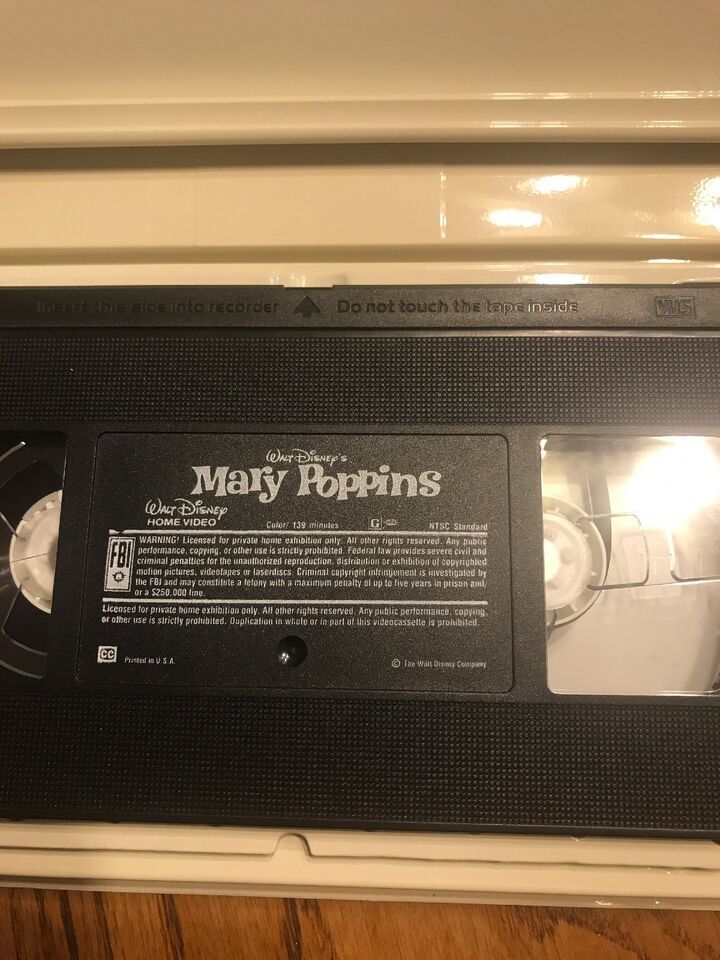 Insert this side into recorder Do not touch the tape inside VHS
Walt Disney's
Mary Poppins
Walt Disney
HOME VIDEO
Color/ 139 minutes G NTSC Standard
FBI
WARNING! Licensed for private home exhibition only. All other rights reserved. Any public
performance, copying, or other use is strictly prohibited. Federal law provides severe civil and
criminal penalties for the unauthorized reproduction, distribution or exhibition of copyrighted
motion pictures, videotapes or laserdiscs. Criminal copyright infringement is investigated by
the FBI and may constitute a felony with a maximum penalty of up to five years in prison and/
or a $250,000 fine.
Licensed for private home exhibition only. All other rights reserved. Any public performance, copying,
or other use is strictly prohibited. Duplication in whole or in part of this videocassette is prohibited.
CC Printed in U.S.A. © The Walt Disney Company